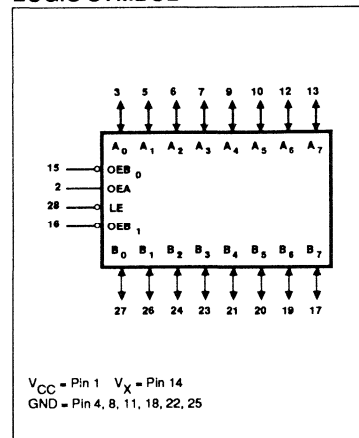 3 5 6 7 9 10 12 13
A0 A1 A2 A3 A4 A5 A6 A7
15 OEB0
2 OEA
28 LE
16 OEB1
B0 B1 B2 B3 B4 B5 B6 B7
27 26 24 23 21 20 19 17
VCC = Pin 1 VX = Pin 14
GND = Pin 4, 8, 11, 18, 22, 25